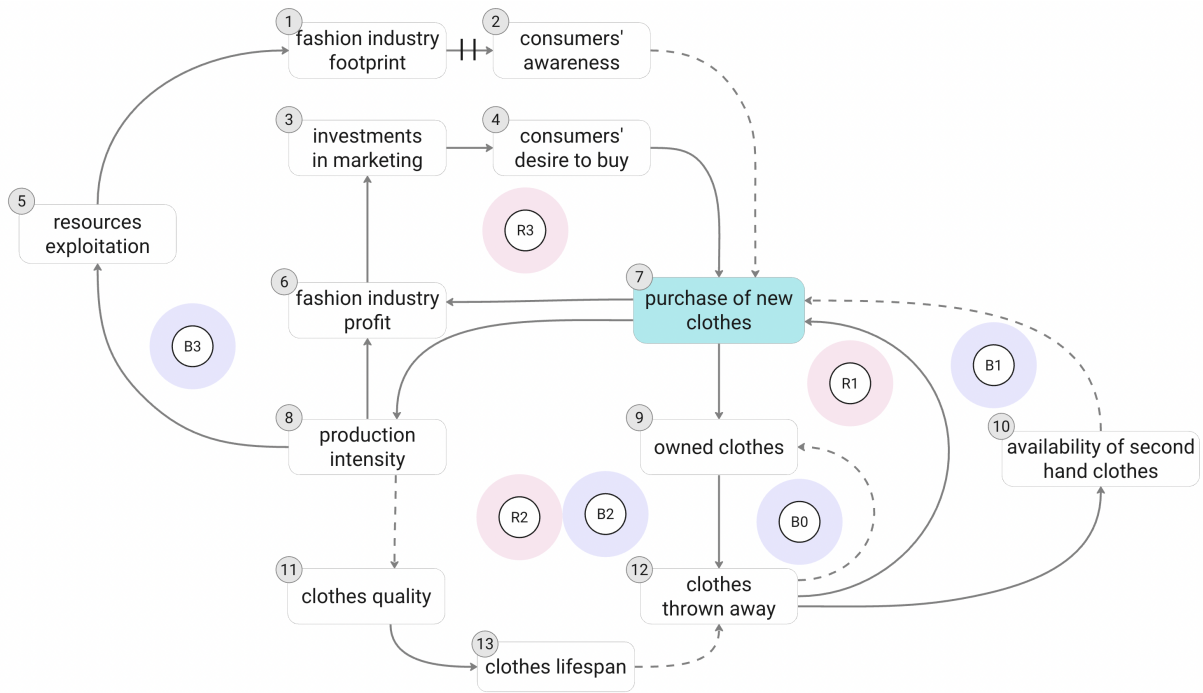 1
fashion industry
footprint
2
consumers'
awareness
3
investments
in marketing
4
consumers'
desire to buy
5
resources
exploitation
R3
6
fashion industry
profit
7
purchase of new
clothes
B3
R1
B1
8
production
intensity
9
owned clothes
10
availability of second
hand clothes
R2
B2
B0
11
clothes quality
12
clothes
thrown away
13
clothes lifespan